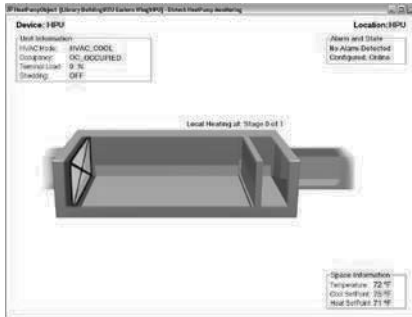 Device: HPU
Location: HPU
Unit Information
HVAC Mode: HVAC_COOL
Occupancy: OC_OCCUPIED
Terminal Load: 0 %
Shedding: OFF
Alarm and State
No Alarm Detected
Configured, Online
Local Heating at: Stage 0 of 1
Space Information
Temperature: 72 °F
Cool SetPoint: 75 °F
Heat SetPoint: 71 °F